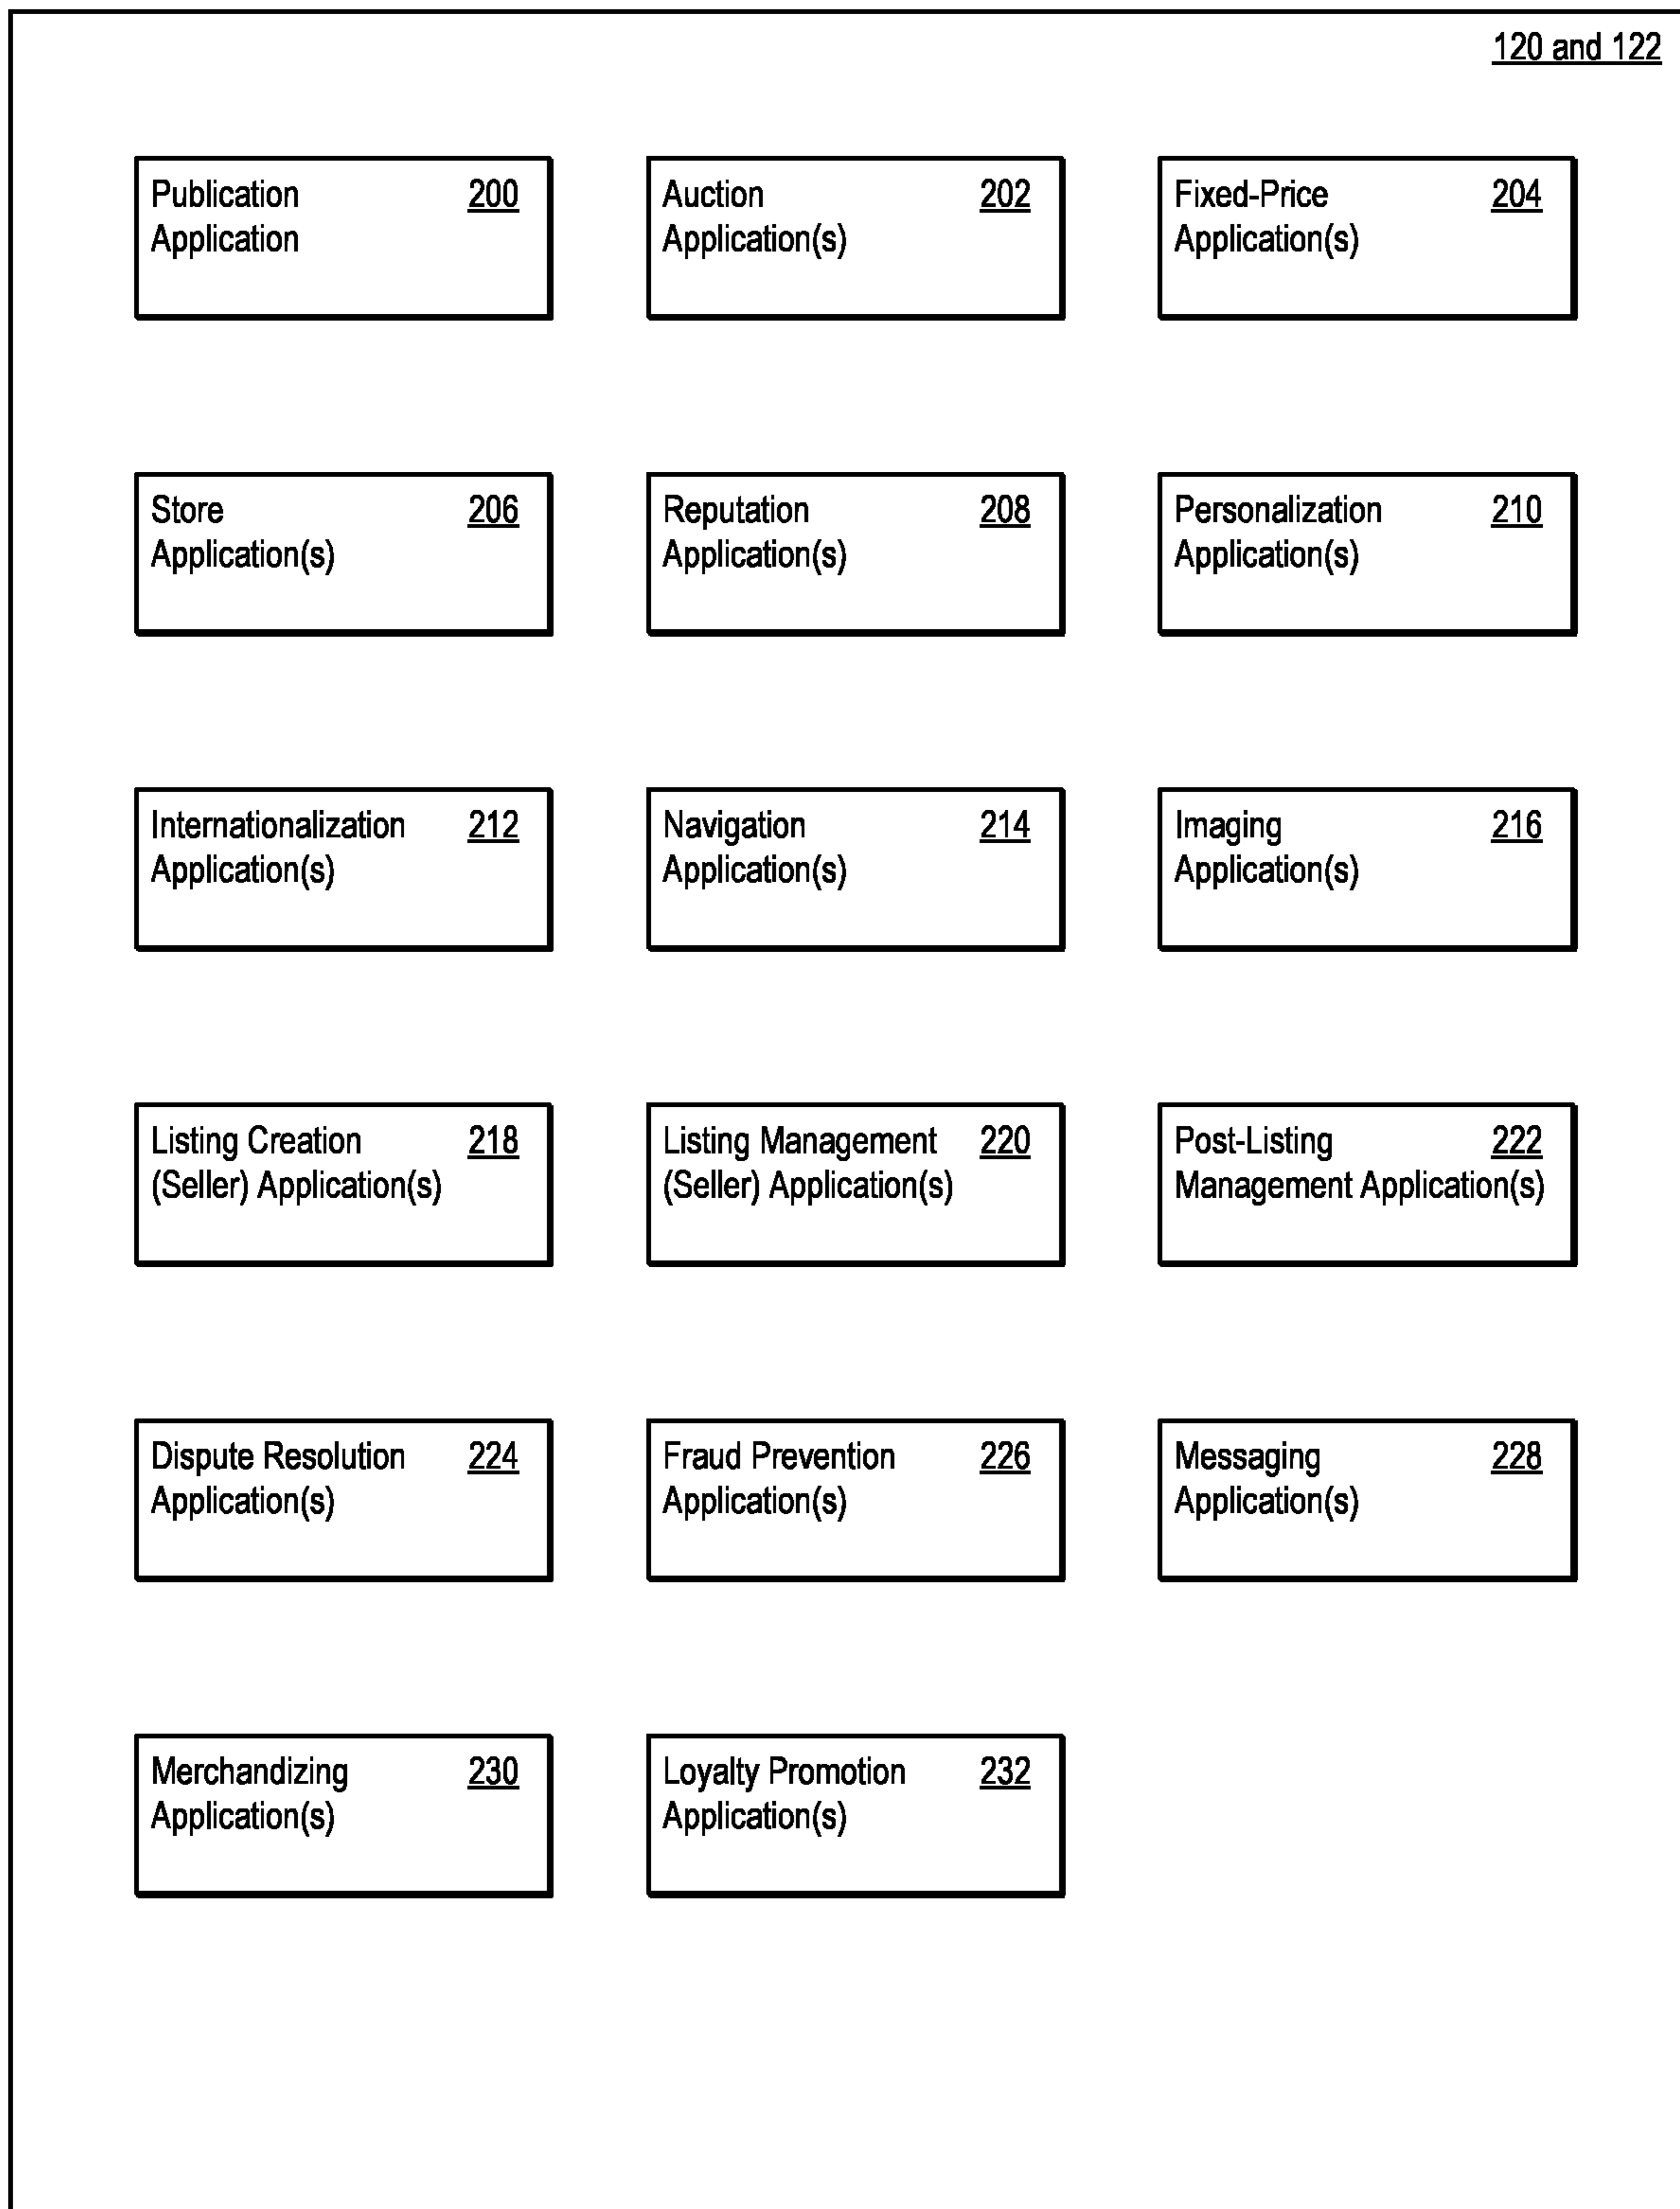 120 and 122
Publication 200
Application
Auction 202
Application(s)
Fixed-Price 204
Application(s)
Store 206
Application(s)
Reputation 208
Application(s)
Personalization 210
Application(s)
Internationalization 212
Application(s)
Navigation 214
Application(s)
Imaging 216
Application(s)
Listing Creation 218
(Seller) Application(s)
Listing Management 220
(Seller) Application(s)
Post-Listing 222
Management Application(s)
Dispute Resolution 224
Application(s)
Fraud Prevention 226
Application(s)
Messaging 228
Application(s)
Merchandizing 230
Application(s)
Loyalty Promotion 232
Application(s)